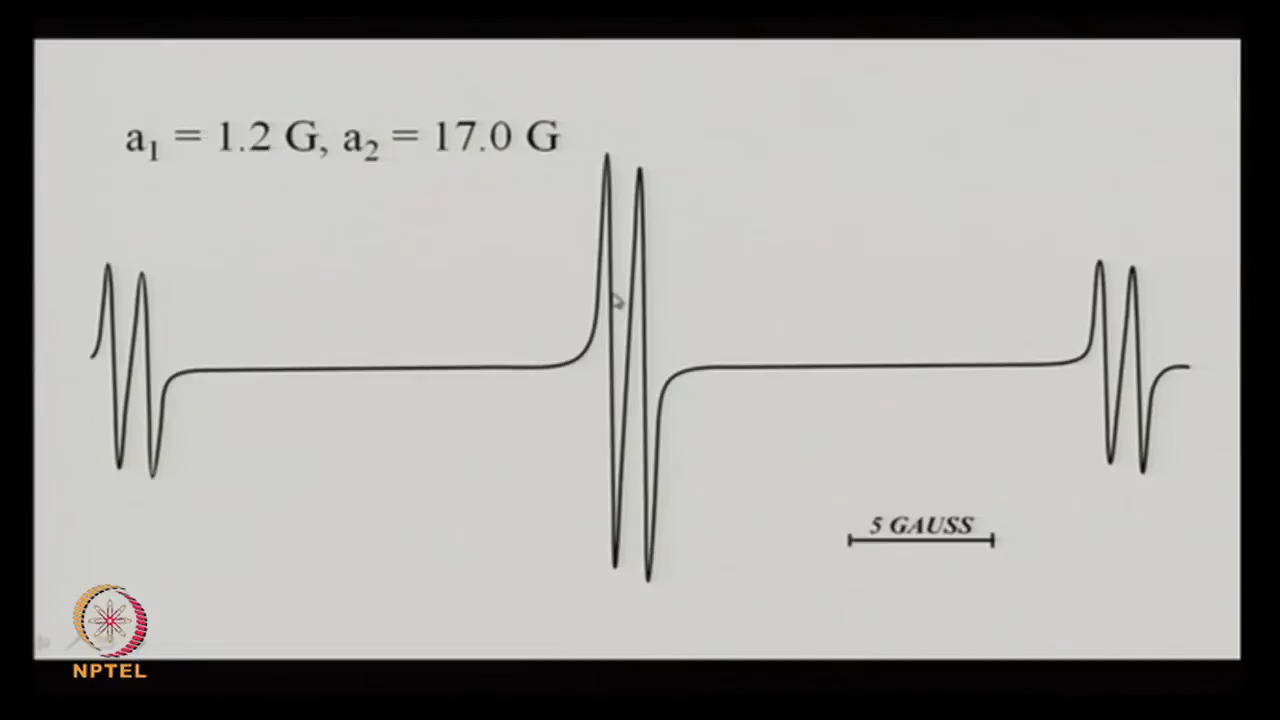 a₁ = 1.2 G, a₂ = 17.0 G
5 GAUSS
NPTEL